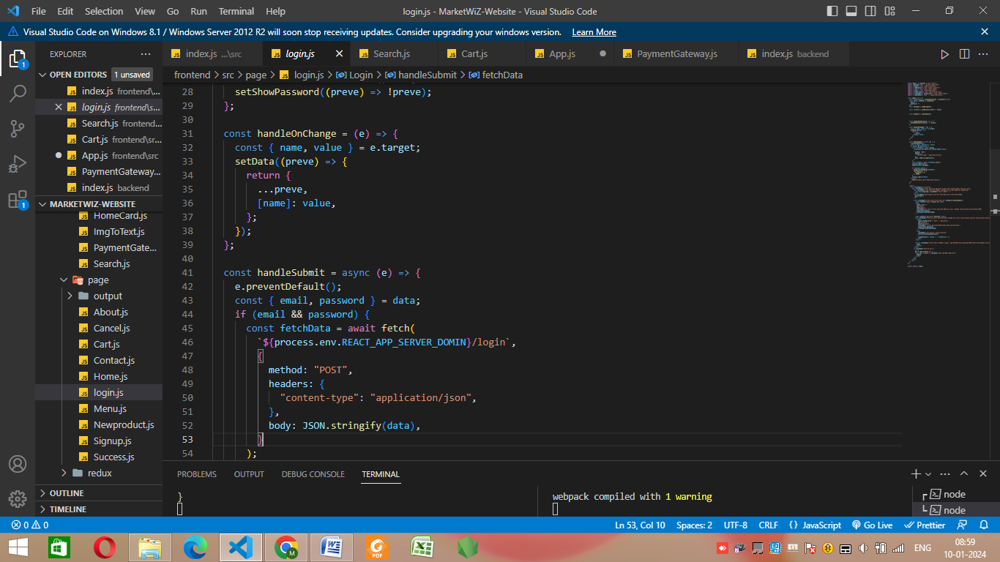 File Edit Selection View Go Run Terminal Help login.js - MarketWiZ-Website - Visual Studio Code
Visual Studio Code on Windows 8.1 / Windows Server 2012 R2 will soon stop receiving updates. Consider upgrading your windows version. Learn More
EXPLORER
OPEN EDITORS 1 unsaved
index.js frontend\...
login.js frontend\s...
Search.js frontend...
Cart.js frontend\sr...
App.js frontend\src
PaymentGateway...
index.js backend
MARKETWIZ-WEBSITE
HomeCard.js
ImgToText.js
PaymentGate...
Search.js
page
output
About.js
Cancel.js
Cart.js
Contact.js
Home.js
login.js
Menu.js
Newproduct.js
Signup.js
Success.js
redux
OUTLINE
TIMELINE
index.js ...\src login.js Search.js Cart.js App.js PaymentGateway.js index.js backend
frontend > src > page > login.js > Login > handleSubmit > fetchData
28 setShowPassword((preve) => !preve);
29 };
30
31 const handleOnChange = (e) => {
32 const { name, value } = e.target;
33 setData((preve) => {
34 return {
35 ...preve,
36 [name]: value,
37 };
38 });
39 };
40
41 const handleSubmit = async (e) => {
42 e.preventDefault();
43 const { email, password } = data;
44 if (email && password) {
45 const fetchData = await fetch(
46 `${process.env.REACT_APP_SERVER_DOMIN}/login`,
47 {
48 method: "POST",
49 headers: {
50 "content-type": "application/json",
51 },
52 body: JSON.stringify(data),
53 }
54 );
PROBLEMS OUTPUT DEBUG CONSOLE TERMINAL
}
webpack compiled with 1 warning
node
node
0 0 Ln 53, Col 10 Spaces: 2 UTF-8 CRLF {} JavaScript Go Live Prettier
ENG
08:59
10-01-2024